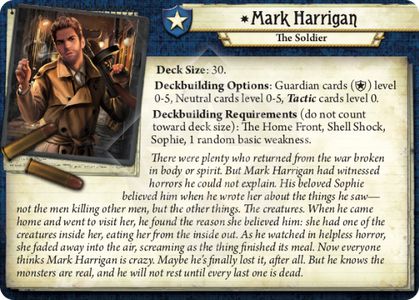 Mark Harrigan
The Soldier
Deck Size: 30.
Deckbuilding Options: Guardian cards () level
0-5, Neutral cards level 0-5, Tactic cards level 0.
Deckbuilding Requirements (do not count
toward deck size): The Home Front, Shell Shock,
Sophie, 1 random basic weakness.
There were plenty who returned from the war broken
in body or spirit. But Mark Harrigan had witnessed
horrors he could not explain. His beloved Sophie
believed him when he wrote her about the things he saw—
not the men killing other men, but the other things. The creatures. When he came
home and went to visit her, he found the reason she believed him: she had one of the
creatures inside her, eating her from the inside out. As he watched in helpless horror,
she faded away into the air, screaming as the thing finished its meal. Now everyone
thinks Mark Harrigan is crazy. Maybe he's finally lost it, after all. But he knows the
monsters are real, and he will not rest until every last one is dead.